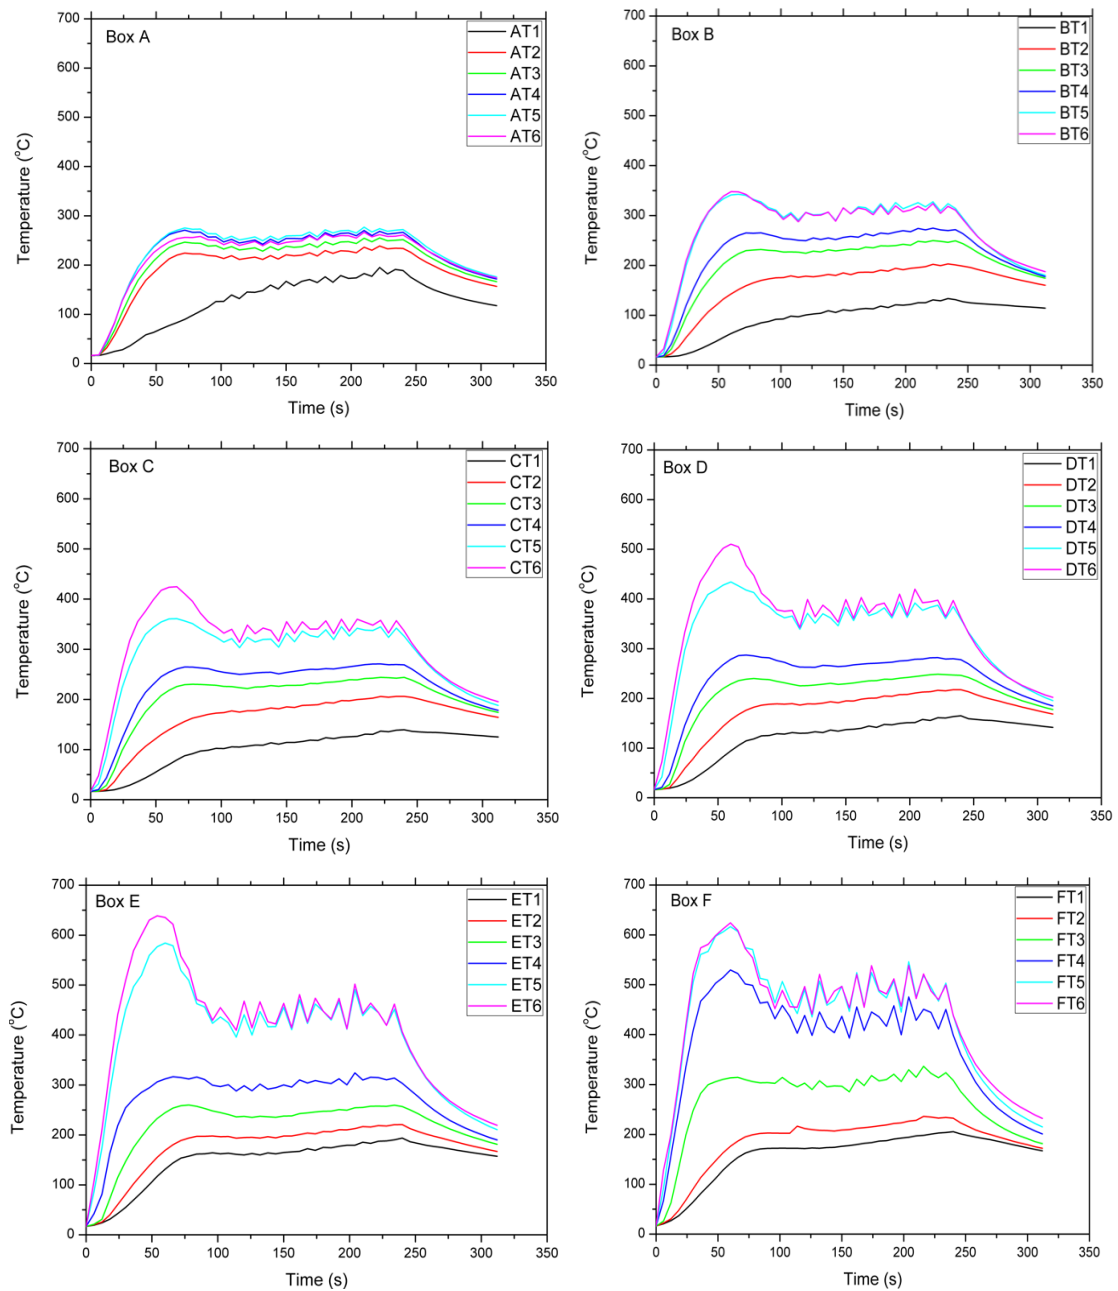 Box A
AT1
AT2
AT3
AT4
AT5
AT6
700
600
500
400
300
200
100
0
0 50 100 150 200 250 300 350
Temperature (°C)
Time (s)
Box B
BT1
BT2
BT3
BT4
BT5
BT6
700
600
500
400
300
200
100
0
0 50 100 150 200 250 300 350
Temperature (°C)
Time (s)
Box C
CT1
CT2
CT3
CT4
CT5
CT6
700
600
500
400
300
200
100
0
0 50 100 150 200 250 300 350
Temperature (°C)
Time (s)
Box D
DT1
DT2
DT3
DT4
DT5
DT6
700
600
500
400
300
200
100
0
0 50 100 150 200 250 300 350
Temperature (°C)
Time (s)
Box E
ET1
ET2
ET3
ET4
ET5
ET6
700
600
500
400
300
200
100
0
0 50 100 150 200 250 300 350
Temperature (°C)
Time (s)
Box F
FT1
FT2
FT3
FT4
FT5
FT6
700
600
500
400
300
200
100
0
0 50 100 150 200 250 300 350
Temperature (°C)
Time (s)